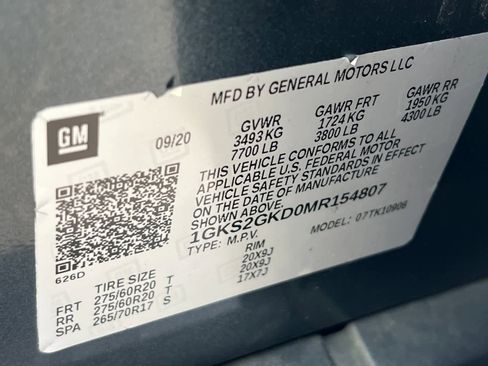 MFD BY GENERAL MOTORS LLC
GM
09/20
GVWR GAWR FRT GAWR RR
3493 KG 1724 KG 1950 KG
7700 LB 3800 LB 4300 LB
THIS VEHICLE CONFORMS TO ALL
APPLICABLE U.S. FEDERAL MOTOR
VEHICLE SAFETY STANDARDS IN EFFECT
ON THE DATE OF MANUFACTURE
SHOWN ABOVE.
1GKS2GKD0MR154807
TYPE: M.P.V. MODEL: 07TK10906
626D
TIRE SIZE RIM
FRT 275/60R20 T 20X9J
RR 275/60R20 T 20X9J
SPA 265/70R17 S 17X7J